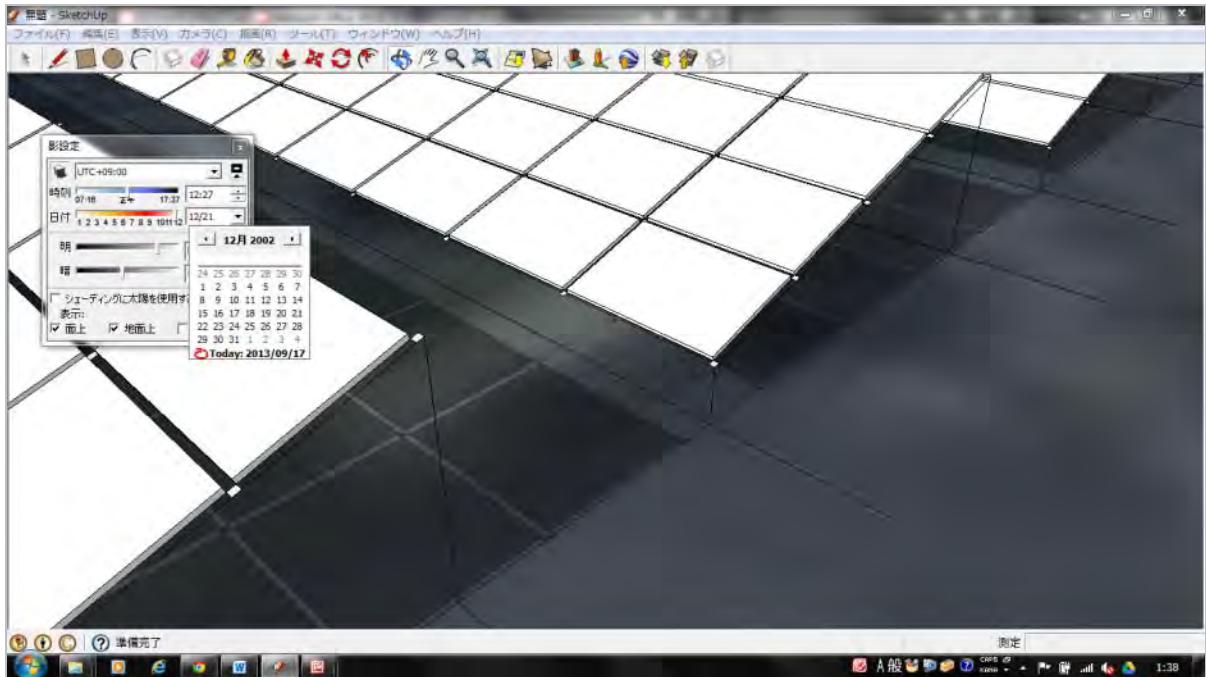 無題 - SketchUp
ファイル(F) 編集(E) 表示(V) カメラ(C) 描画(R) ツール(T) ウィンドウ(W) ヘルプ(H)
影設定
UTC+09:00
時刻 07:18 正午 17:37 12:27
日付 1 2 3 4 5 6 7 8 9 10 11 12 12/21
明
暗
シェーディングに太陽を使用す
表示:
面上 地面上
12月 2002
24 25 26 27 28 29 30
1 2 3 4 5 6 7
8 9 10 11 12 13 14
15 16 17 18 19 20 21
22 23 24 25 26 27 28
29 30 31 1 2 3 4
Today: 2013/09/17
準備完了
測定
A 般 CAPS KANA
1:38